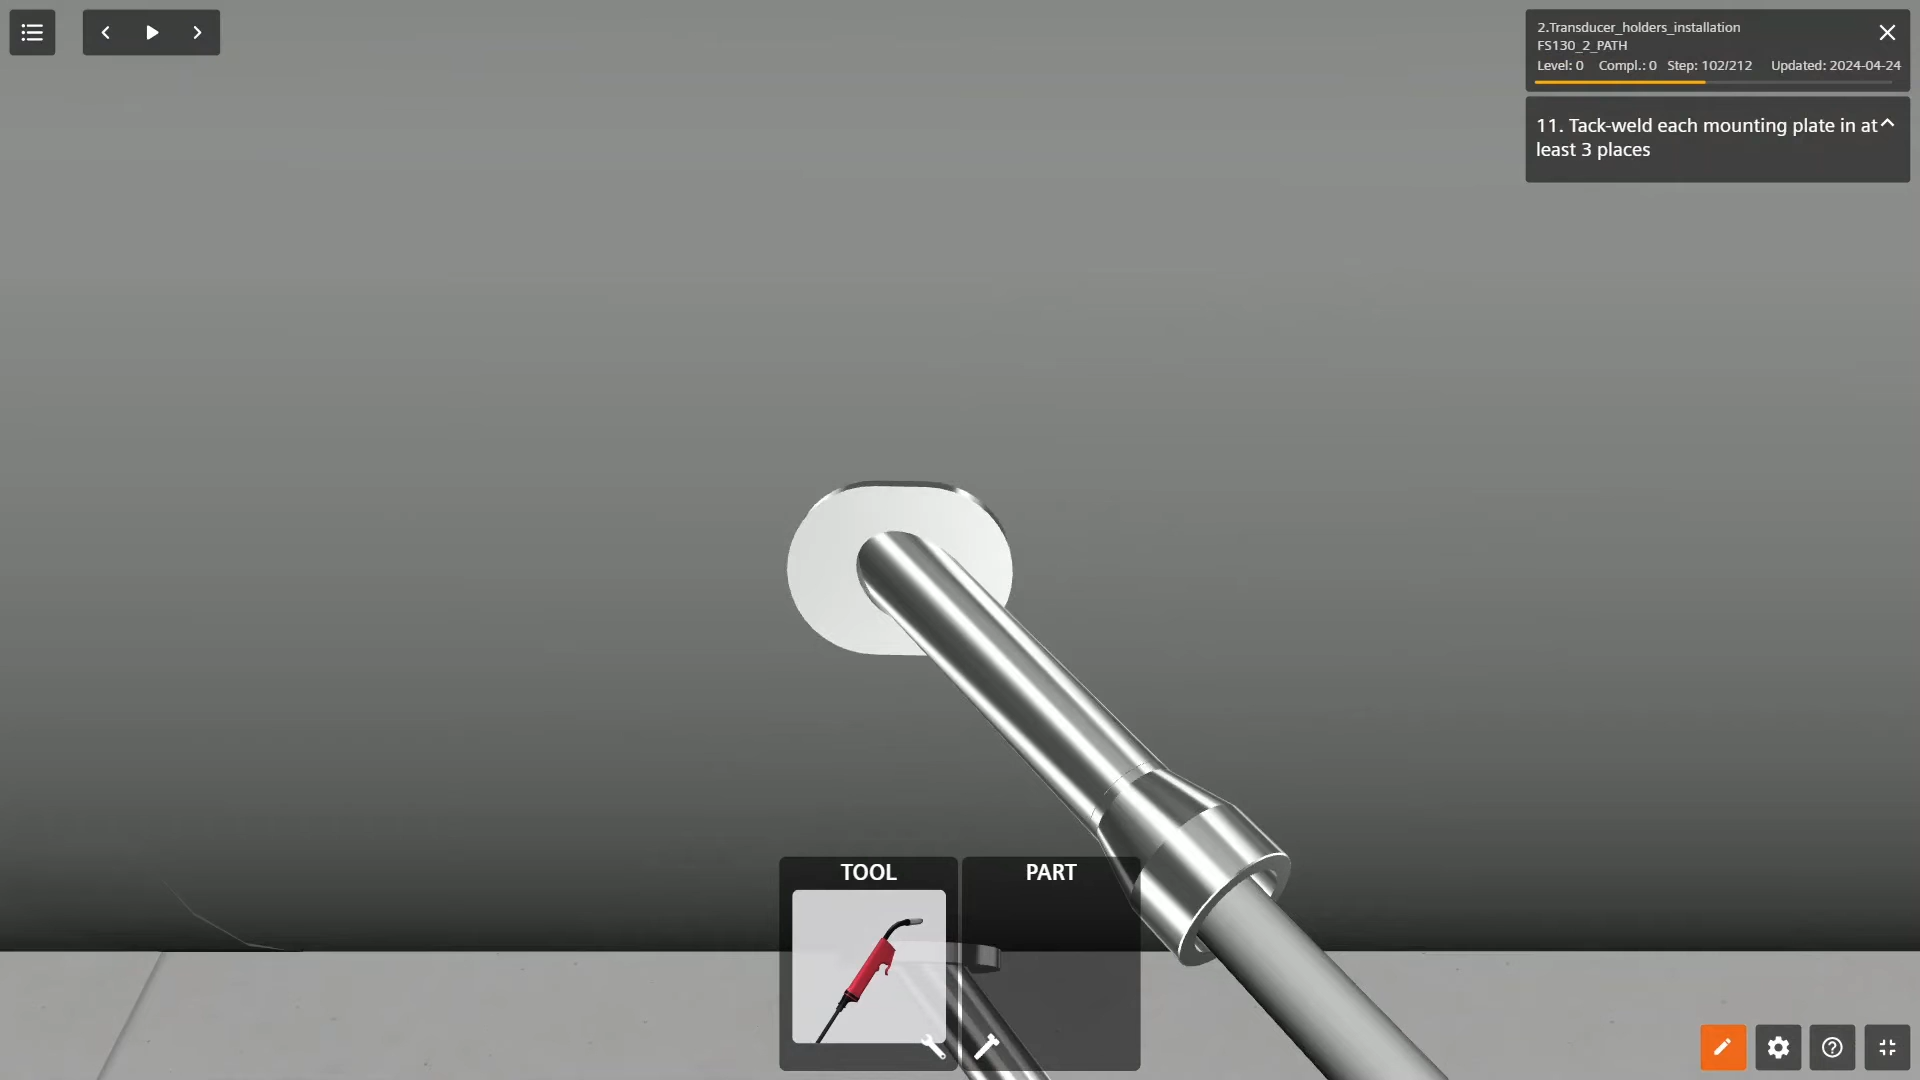 2.Transducer_holders_installation
FS130_2_PATH
Level: 0 Compl.: 0 Step: 102/212 Updated: 2024-04-24
11. Tack-weld each mounting plate in at
least 3 places
TOOL PART